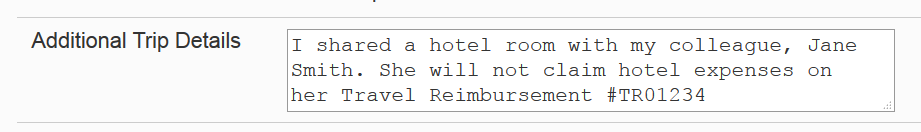 Additional Trip Details
I shared a hotel room with my colleague, Jane
Smith. She will not claim hotel expenses on
her Travel Reimbursement #TR01234